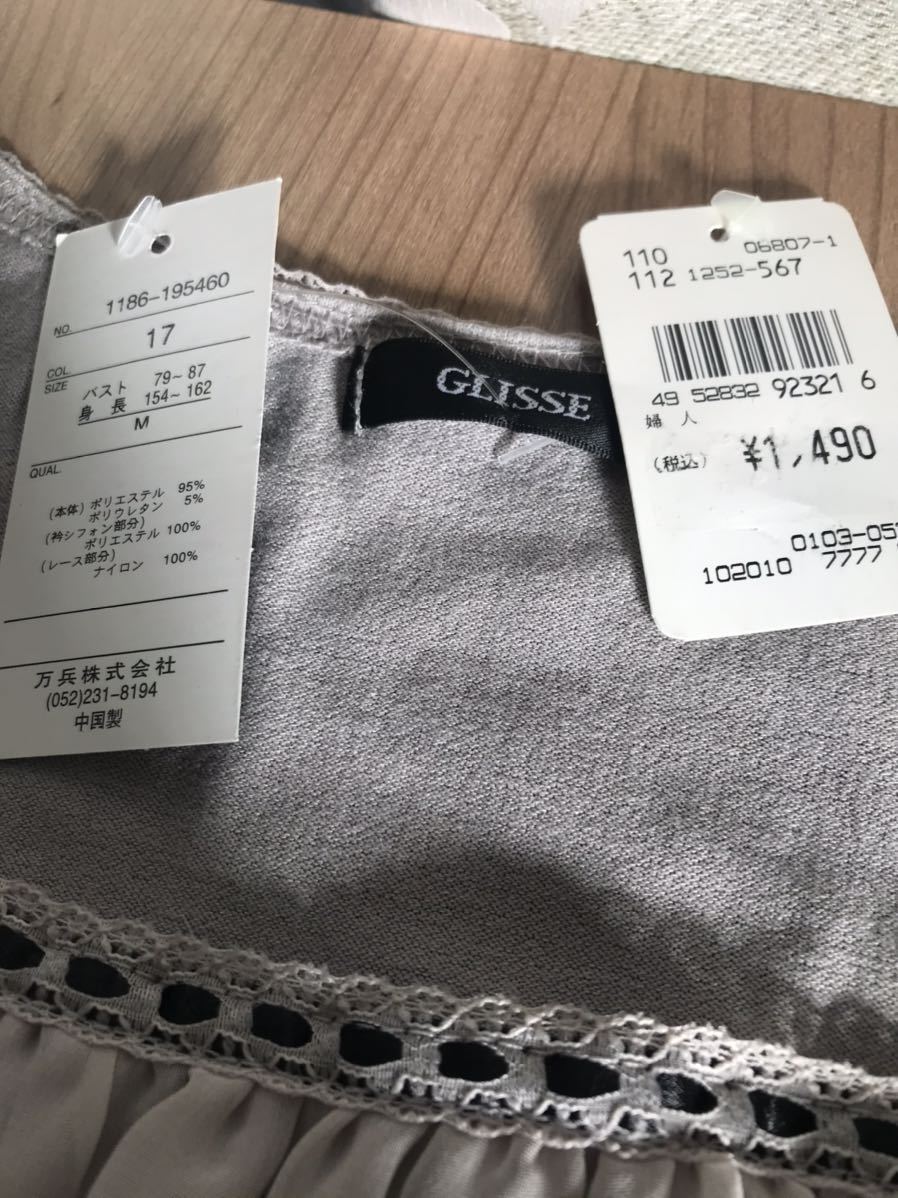 NO. 1186-195460
COL. 17
SIZE
バスト 79~87
身長 154~162
M
QUAL.
(本体) ポリエステル 95%
ポリウレタン 5%
(衿シフォン部分)
ポリエステル 100%
(レース部分)
ナイロン 100%
万兵株式会社
(052)231-8194
中国製
GLISSE
110 06807-1
112 1252-567
49 52832 92321 6
婦人
(税込) ¥1,490
0103-05
102010 7777